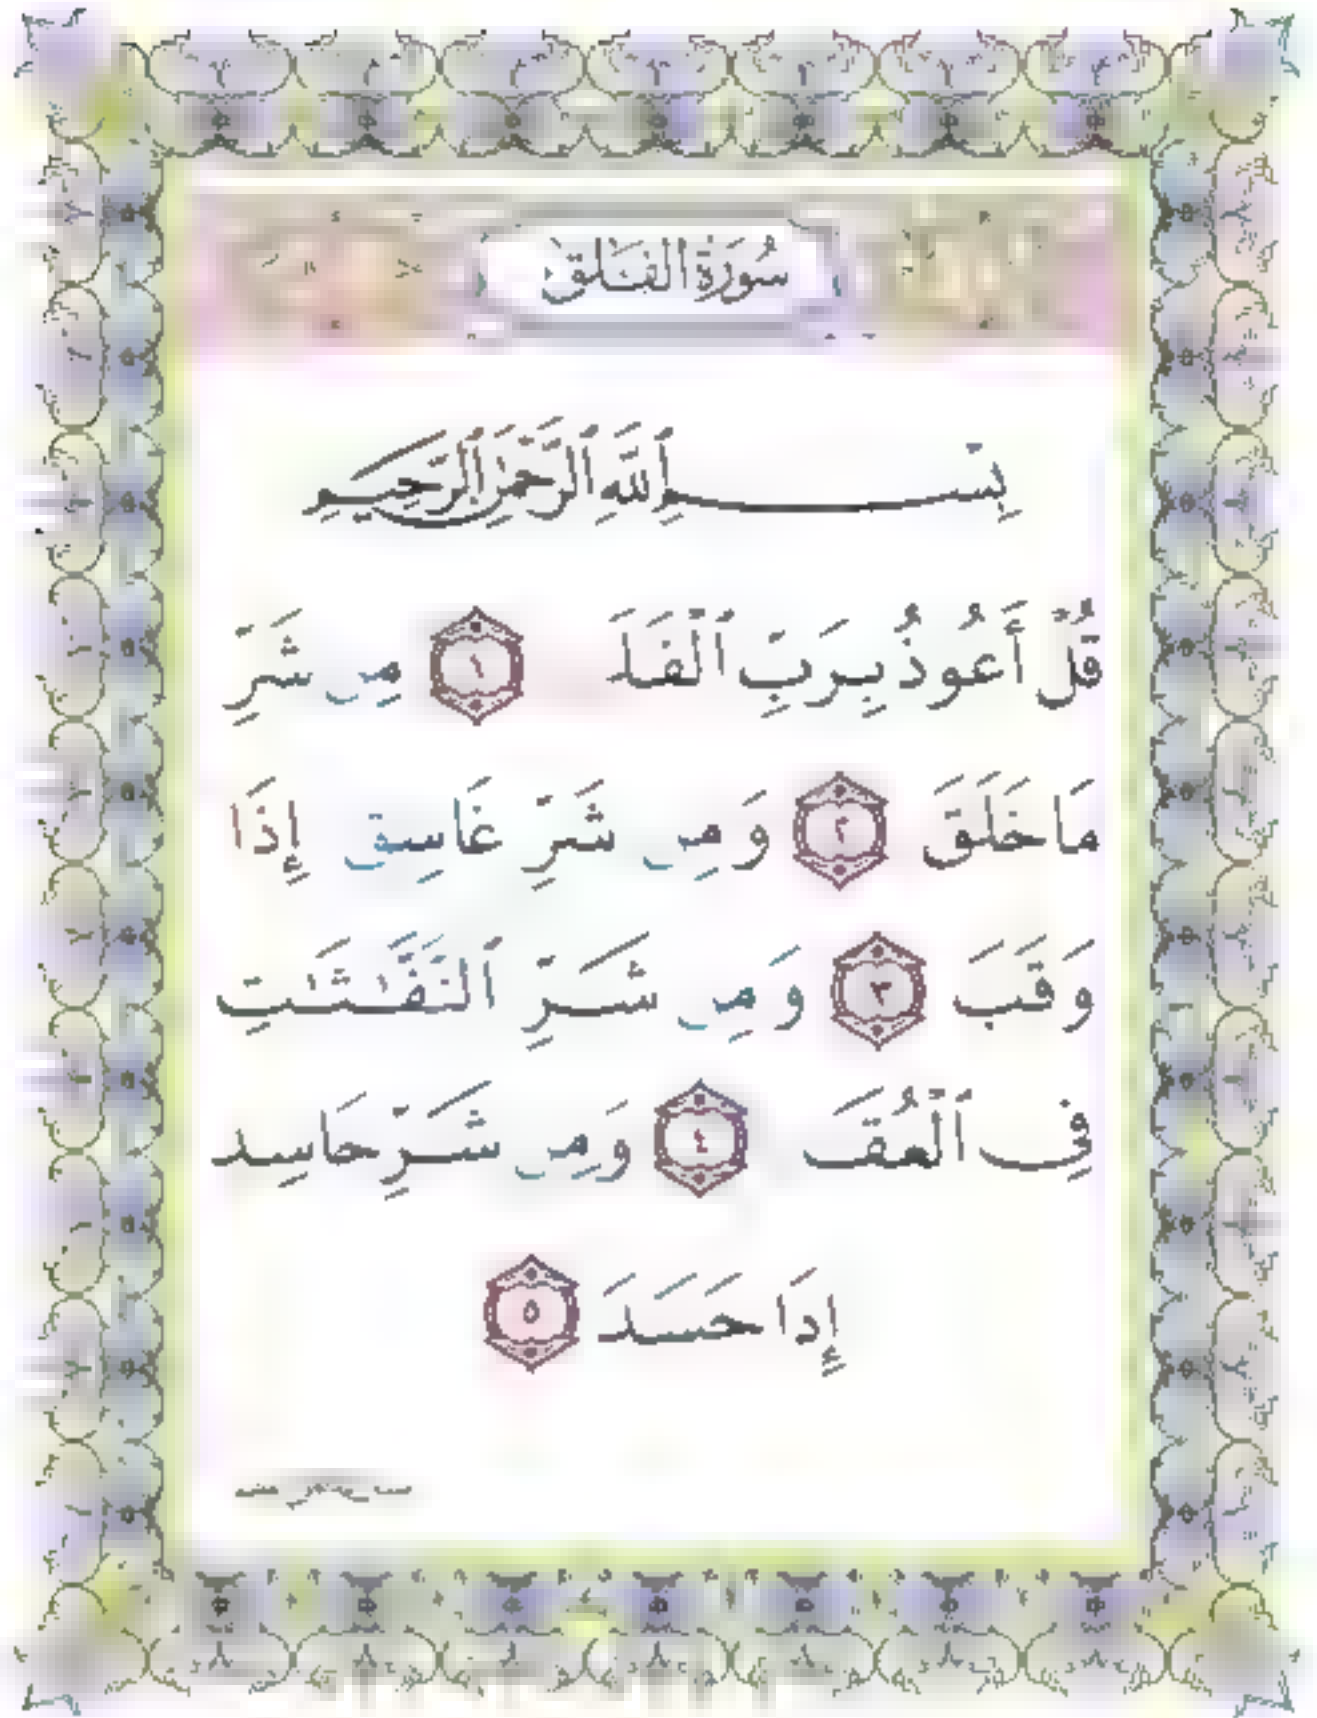 سُورَةُ الفَلَق
بِسْمِ ٱللَّهِ ٱلرَّحْمَٰنِ ٱلرَّحِيمِ
قُلْ أَعُوذُ بِرَبِّ ٱلْفَلَ ١ مِن شَرِّ
مَا خَلَقَ ٢ وَمِن شَرِّ غَاسِقٍ إِذَا
وَقَبَ ٣ وَمِن شَرِّ ٱلنَّفَّٰثَٰتِ
فِى ٱلْعُقَ ٤ وَمِن شَرِّ حَاسِد
إِذَا حَسَدَ ٥